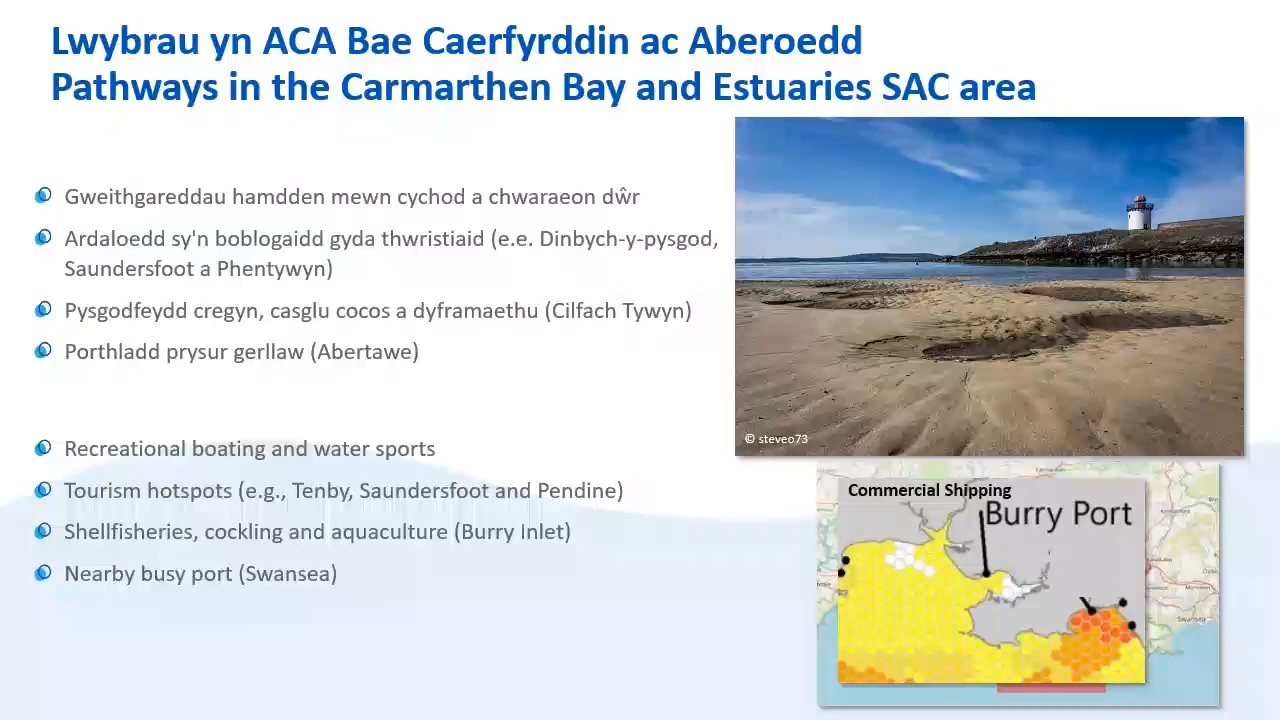 Lwybrau yn ACA Bae Caerfyrddin ac Aberoedd
Pathways in the Carmarthen Bay and Estuaries SAC area
Gweithgareddau hamdden mewn cychod a chwaraeon dŵr
Ardaloedd sy'n boblogaidd gyda thwristiaid (e.e. Dinbych-y-pysgod,
Saundersfoot a Phentywyn)
Pysgodfeydd cregyn, casglu cocos a dyframaethu (Cilfach Tywyn)
Porthladd prysur gerllaw (Abertawe)
Recreational boating and water sports
Tourism hotspots (e.g., Tenby, Saundersfoot and Pendine)
Shellfisheries, cockling and aquaculture (Burry Inlet)
Nearby busy port (Swansea)
© steveo73
Commercial Shipping
Burry Port
Swansea